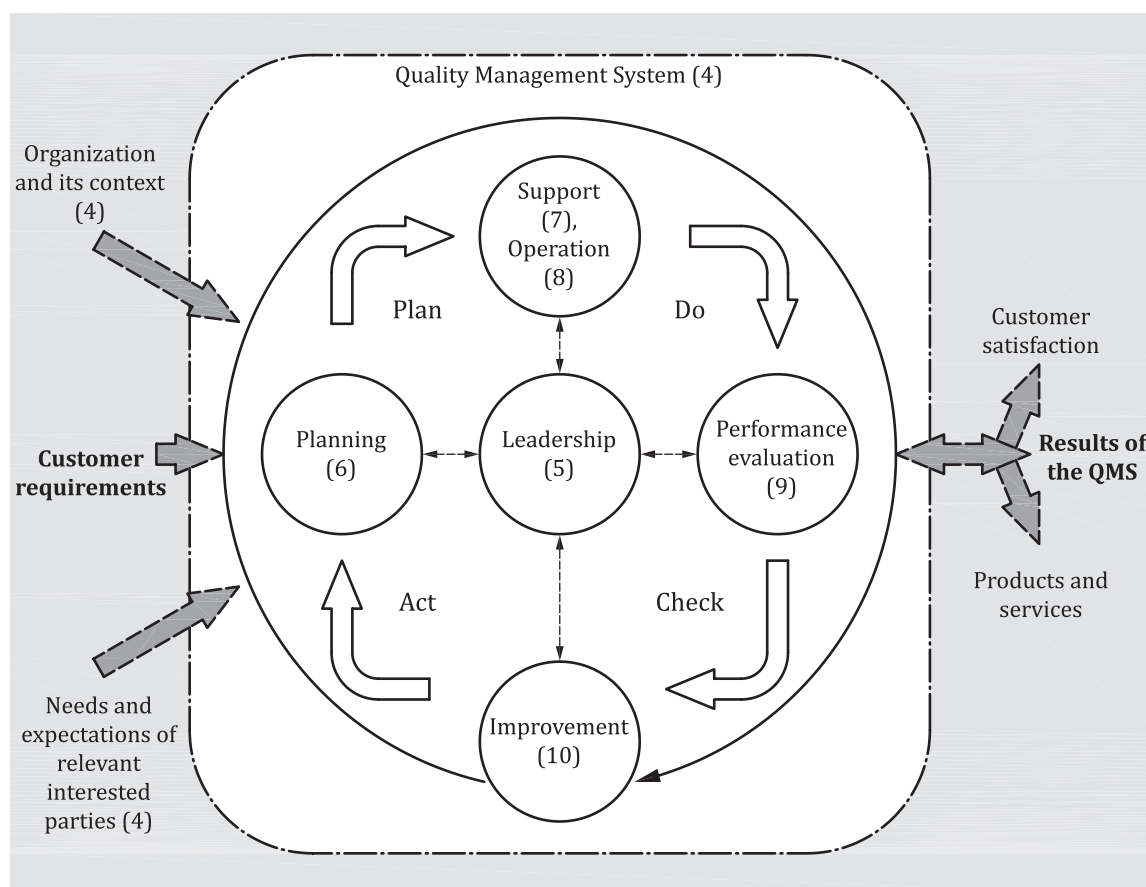 Quality Management System (4)
Organization
and its context
(4)
Support
(7),
Operation
(8)
Plan
Do
Customer
satisfaction
Planning
(6)
Leadership
(5)
Performance
evaluation
(9)
Customer
requirements
Results of
the QMS
Act
Check
Products and
services
Needs and
expectations of
relevant
interested
parties (4)
Improvement
(10)